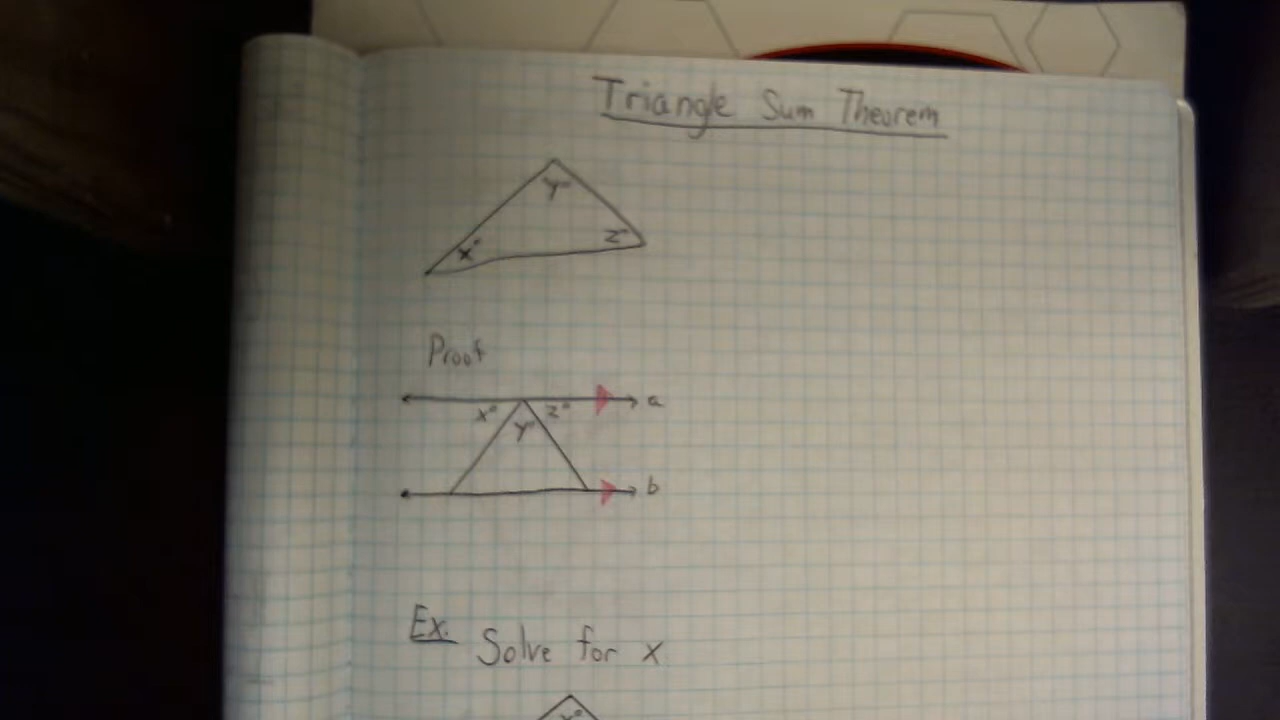 Triangle Sum Theorem
y°
x° z°
Proof
a
x° z°
y°
b
Ex. Solve for x
x°